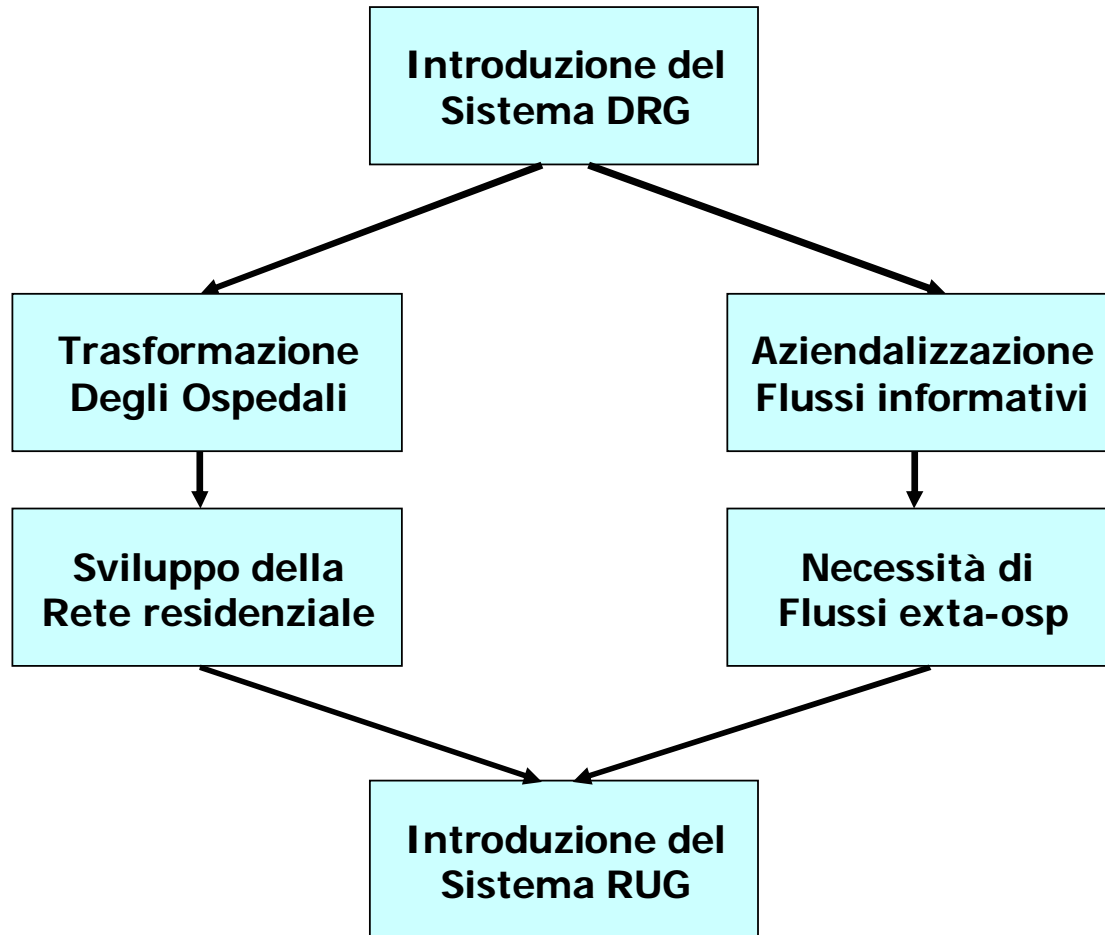 Introduzione del
Sistema DRG
Trasformazione
Degli Ospedali
Aziendalizzazione
Flussi informativi
Sviluppo della
Rete residenziale
Necessità di
Flussi exta-osp
Introduzione del
Sistema RUG